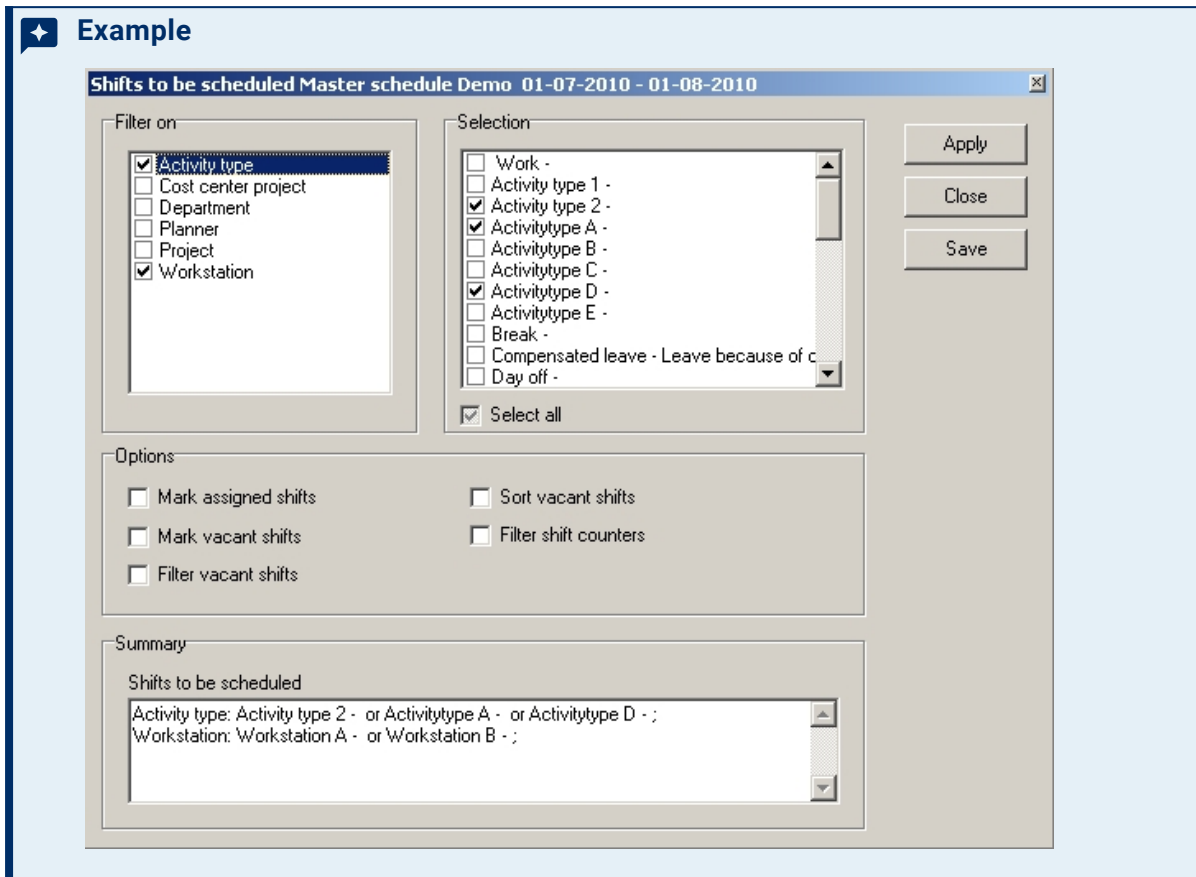 Example
Shifts to be scheduled Master schedule Demo 01-07-2010 - 01-08-2010
Filter on
Activity type
Cost center project
Department
Planner
Project
Workstation
Selection
Work -
Activity type 1 -
Activity type 2 -
Activitytype A -
Activitytype B -
Activitytype C -
Activitytype D -
Activitytype E -
Break -
Compensated leave - Leave because of
Day off -
Select all
Apply
Close
Save
Options
Mark assigned shifts
Mark vacant shifts
Filter vacant shifts
Sort vacant shifts
Filter shift counters
Summary
Shifts to be scheduled
Activity type: Activity type 2 - or Activitytype A - or Activitytype D - ;
Workstation: Workstation A - or Workstation B - ;